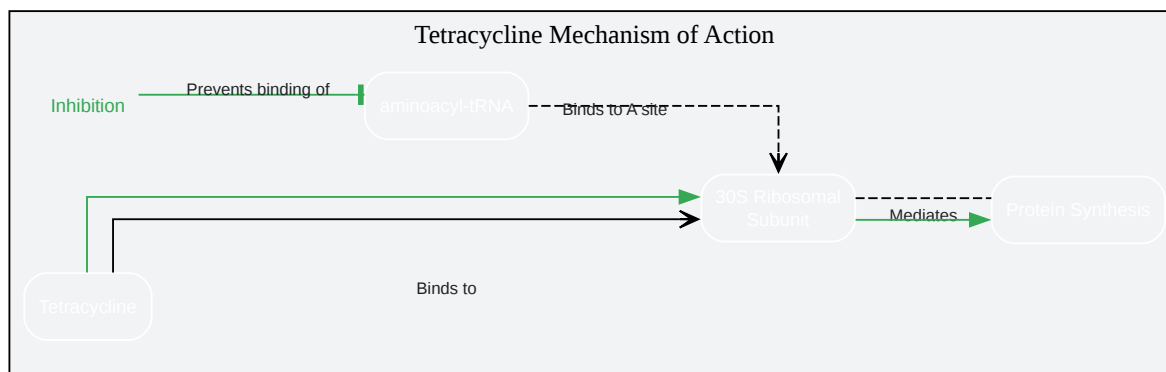 Tetracycline Mechanism of Action
Prevents binding of
Inhibition
aminoacyl-tRNA
Binds to A site
30S Ribosomal
Subunit
Mediates
Protein Synthesis
Tetracycline
Binds to